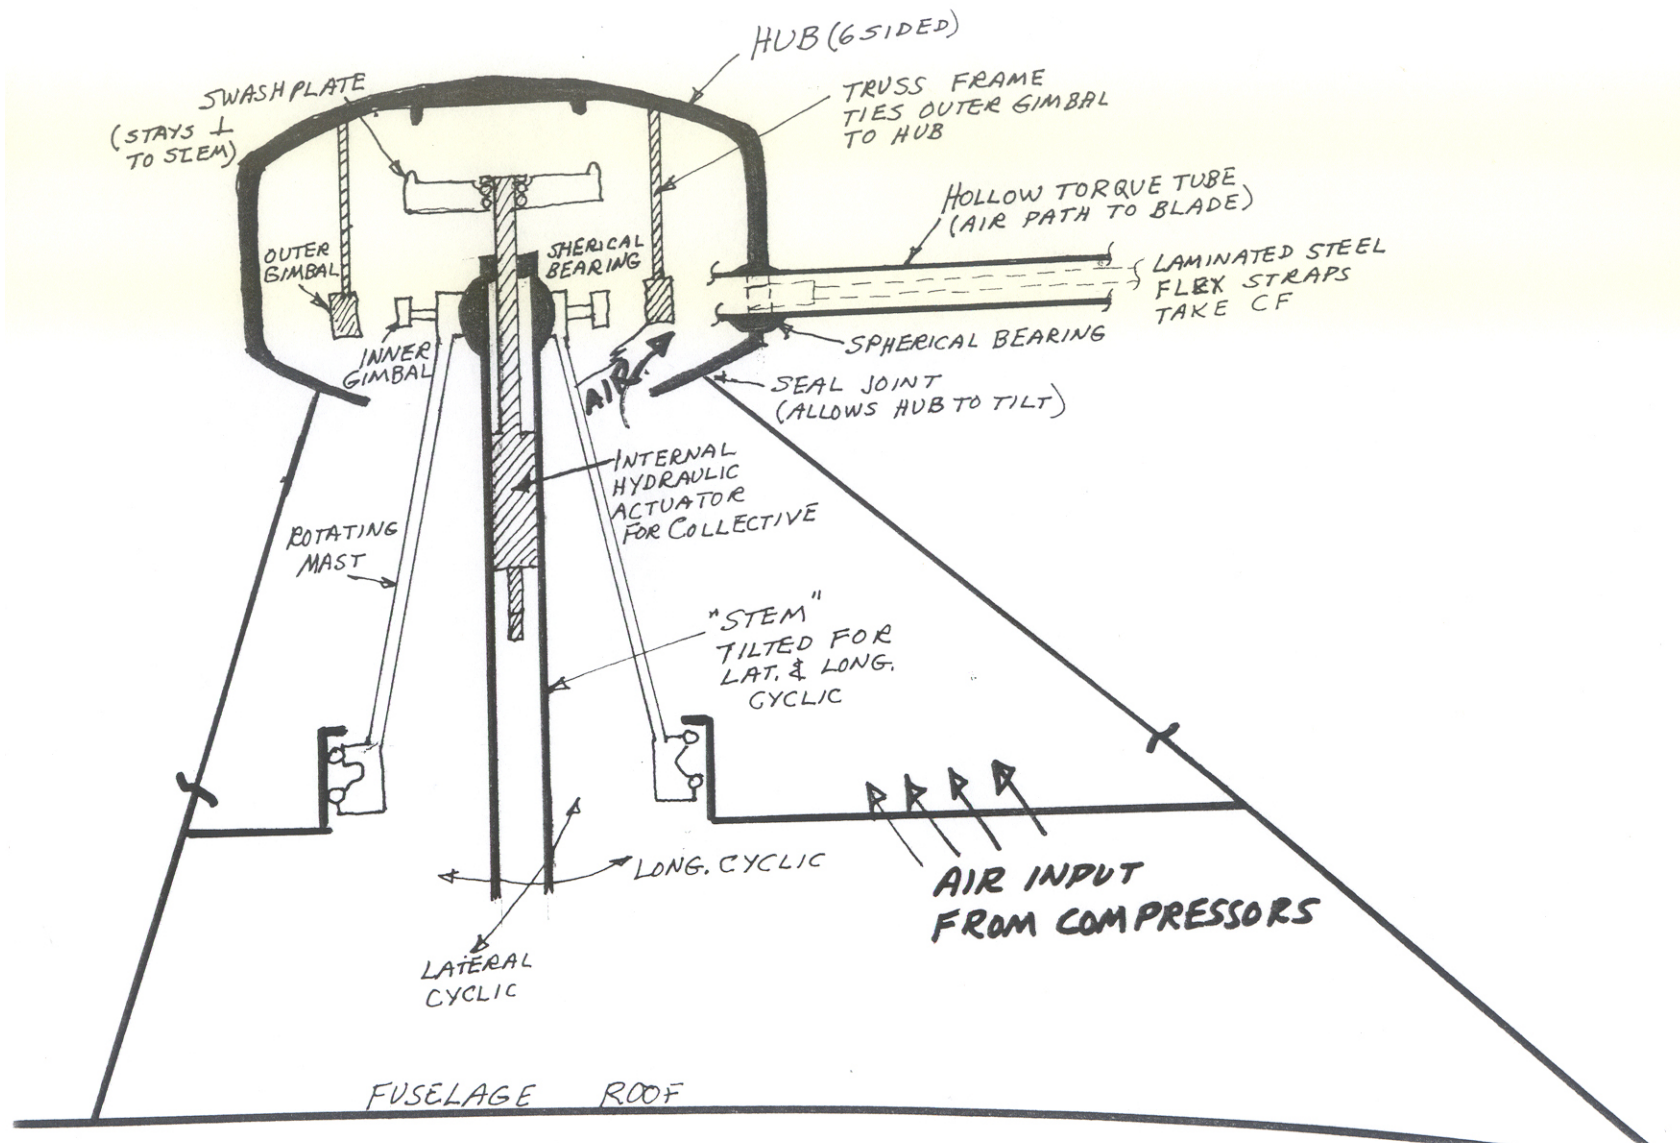 HUB (6 SIDED)
SWASHPLATE
(STAYS ⊥
TO STEM)
TRUSS FRAME
TIES OUTER GIMBAL
TO HUB
HOLLOW TORQUE TUBE
(AIR PATH TO BLADE)
OUTER
GIMBAL
SHERICAL
BEARING
LAMINATED STEEL
FLEX STRAPS
TAKE CF
INNER
GIMBAL
SPHERICAL BEARING
AIR
SEAL JOINT
(ALLOWS HUB TO TILT)
INTERNAL
HYDRAULIC
ACTUATOR
FOR COLLECTIVE
ROTATING
MAST
"STEM"
TILTED FOR
LAT. & LONG.
CYCLIC
LONG. CYCLIC
AIR INPUT
FROM COMPRESSORS
LATERAL
CYCLIC
FUSELAGE ROOF